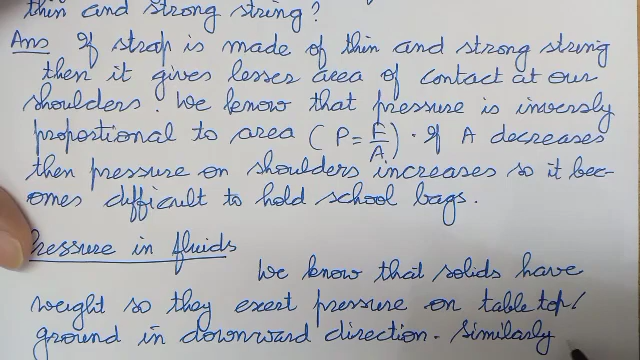 thin and strong string?
Ans If strap is made of thin and strong string
then it gives lesser area of contact at our
shoulders. We know that pressure is inversly
proportional to area (P = F/A). If A decreases
then pressure on shoulders increases so it bec-
omes difficult to hold school bags.
Pressure in fluids
We know that solids have
weight so they exert pressure on table top/
ground in downward direction. Similarly